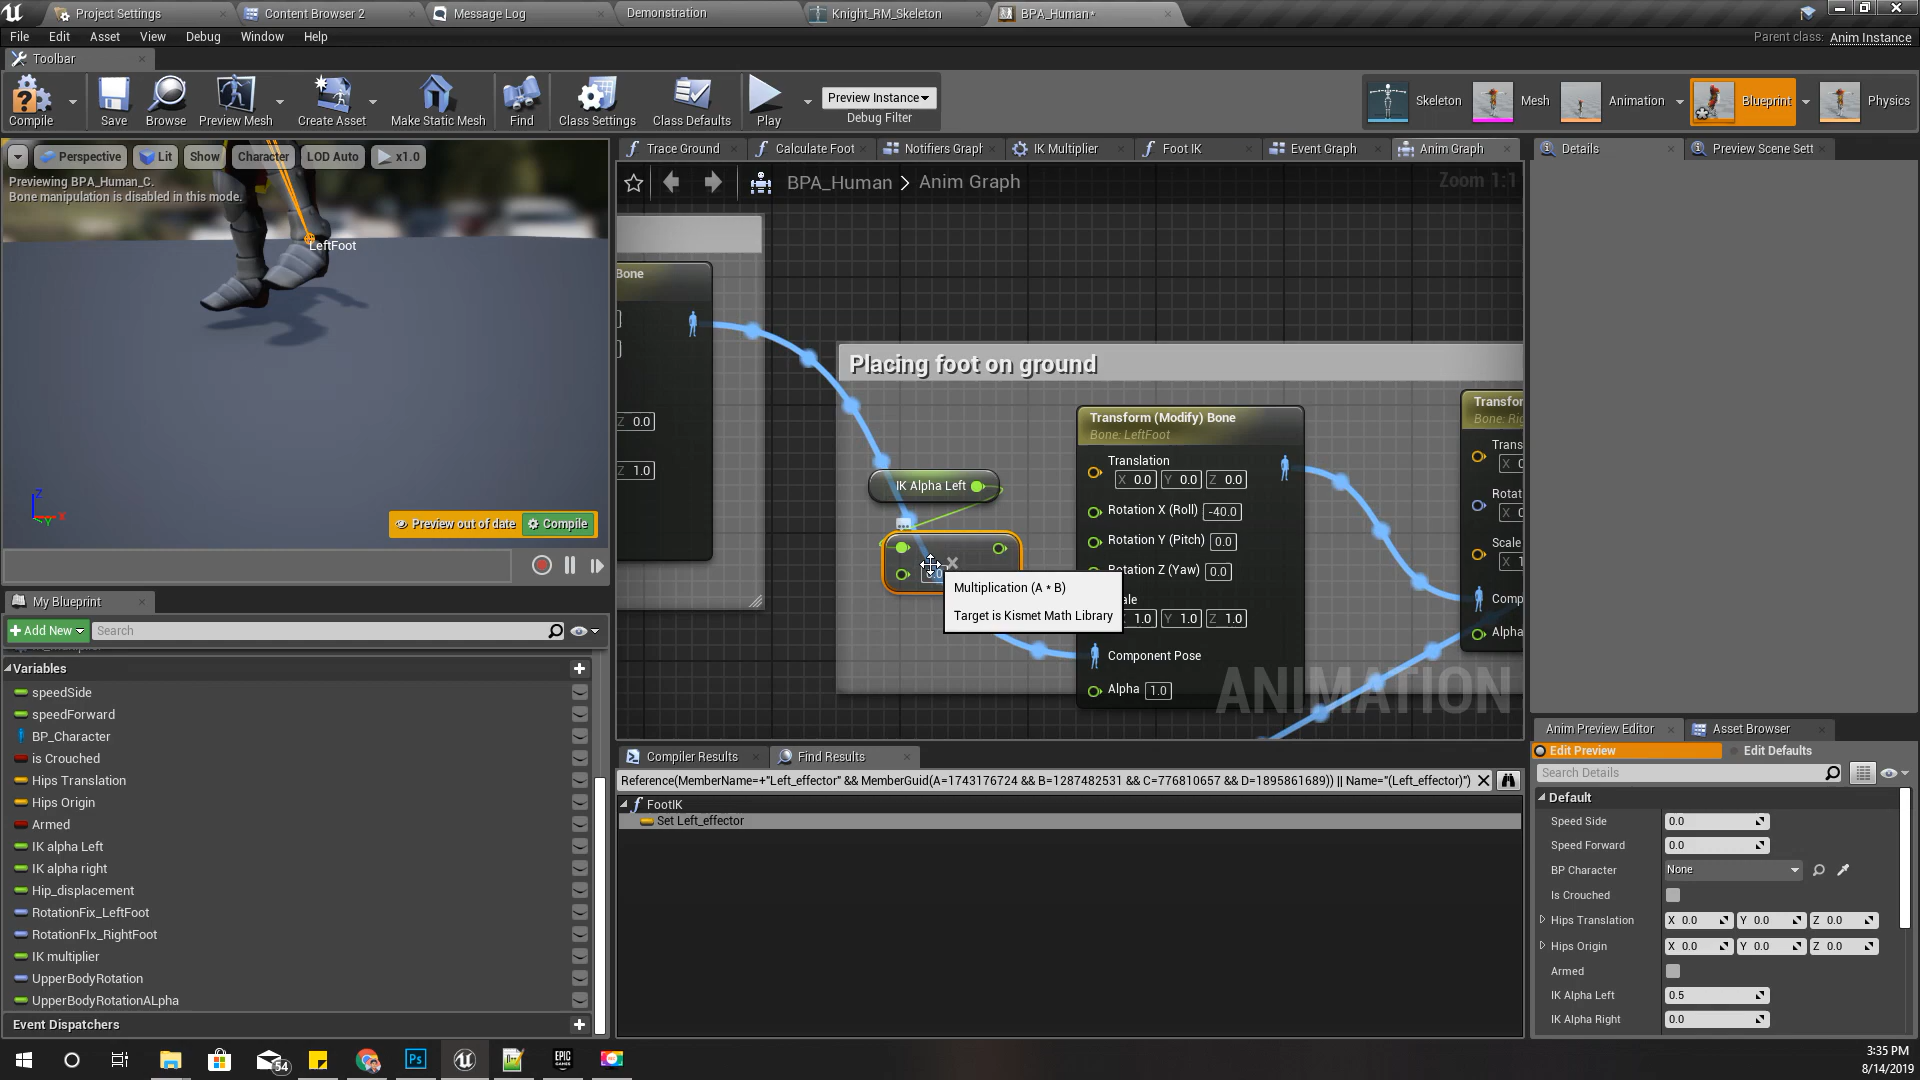 Project Settings
Content Browser 2
Message Log
Demonstration
Knight_RM_Skeleton
BPA_Human*
File Edit Asset View Debug Window Help
Parent class: Anim Instance
Toolbar
Compile
Save
Browse
Preview Mesh
Create Asset
Make Static Mesh
Find
Class Settings
Class Defaults
Play
Preview Instance
Debug Filter
Skeleton
Mesh
Animation
Blueprint
Physics
Perspective
Lit
Show
Character
LOD Auto
x1.0
Previewing BPA_Human_C.
Bone manipulation is disabled in this mode.
LeftFoot
Z
X
Y
Preview out of date
Compile
Trace Ground
Calculate Foot
Notifiers Graph
IK Multiplier
Foot IK
Event Graph
Anim Graph
BPA_Human > Anim Graph
Zoom 1:1
Bone
Z 0.0
Z 1.0
Placing foot on ground
IK Alpha Left
Multiplication (A * B)
Target is Kismet Math Library
Transform (Modify) Bone
Bone: LeftFoot
Translation
X 0.0 Y 0.0 Z 0.0
Rotation X (Roll) -40.0
Rotation Y (Pitch) 0.0
Rotation Z (Yaw) 0.0
1.0 Y 1.0 Z 1.0
Component Pose
Alpha 1.0
Transfor
Bone: Rig
Trans
Rotat
Scale
Comp
Alpha
ANIMATION
Details
Preview Scene Sett
My Blueprint
Add New
Search
Variables
speedSide
speedForward
BP_Character
is Crouched
Hips Translation
Hips Origin
Armed
IK alpha Left
IK alpha right
Hip_displacement
RotationFix_LeftFoot
RotationFIx_RightFoot
IK multiplier
UpperBodyRotation
UpperBodyRotationALpha
Event Dispatchers
Compiler Results
Find Results
Reference(MemberName=+"Left_effector" && MemberGuid(A=1743176724 && B=1287482531 && C=776810657 && D=1895861689)) || Name="(Left_effector)")
FootIK
Set Left_effector
Anim Preview Editor
Asset Browser
Edit Preview
Edit Defaults
Search Details
Default
Speed Side 0.0
Speed Forward 0.0
BP Character None
Is Crouched
Hips Translation X 0.0 Y 0.0 Z 0.0
Hips Origin X 0.0 Y 0.0 Z 0.0
Armed
IK Alpha Left 0.5
IK Alpha Right 0.0
54
3:35 PM
8/14/2019